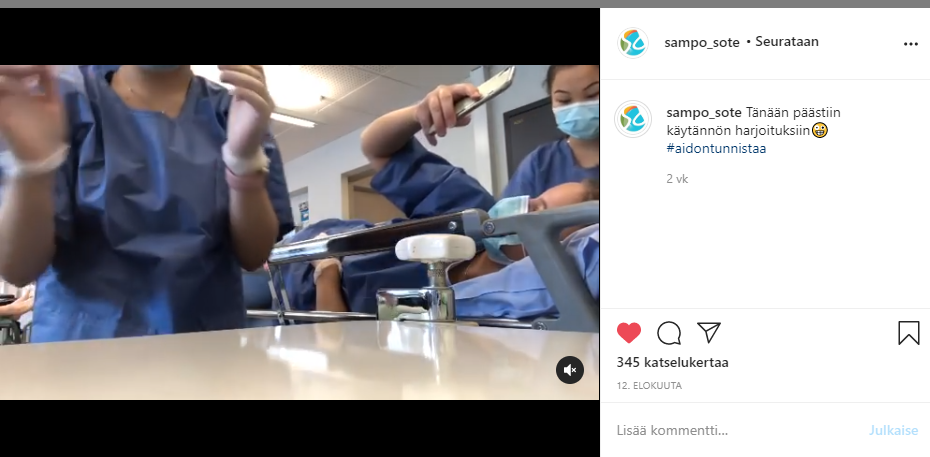 sampo_sote • Seurataan
sampo_sote Tänään päästiin
käytännön harjoituksiin😀
#aidontunnistaa
2 vk
345 katselukertaa
12. ELOKUUTA
Lisää kommentti...
Julkaise